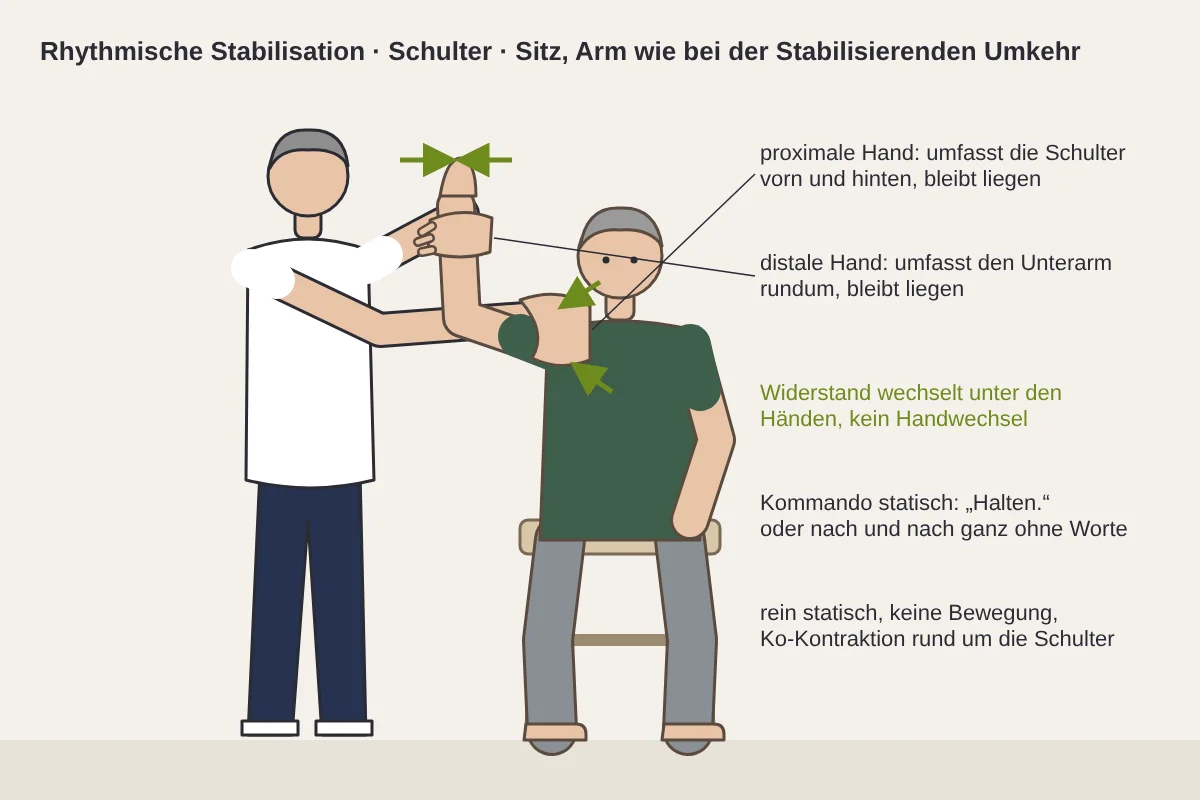 Rhythmische Stabilisation · Schulter · Sitz, Arm wie bei der Stabilisierenden Umkehr
proximale Hand: umfasst die Schulter
vorn und hinten, bleibt liegen
distale Hand: umfasst den Unterarm
rundum, bleibt liegen
Widerstand wechselt unter den
Händen, kein Handwechsel
Kommando statisch: „Halten.“
oder nach und nach ganz ohne Worte
rein statisch, keine Bewegung,
Ko-Kontraktion rund um die Schulter